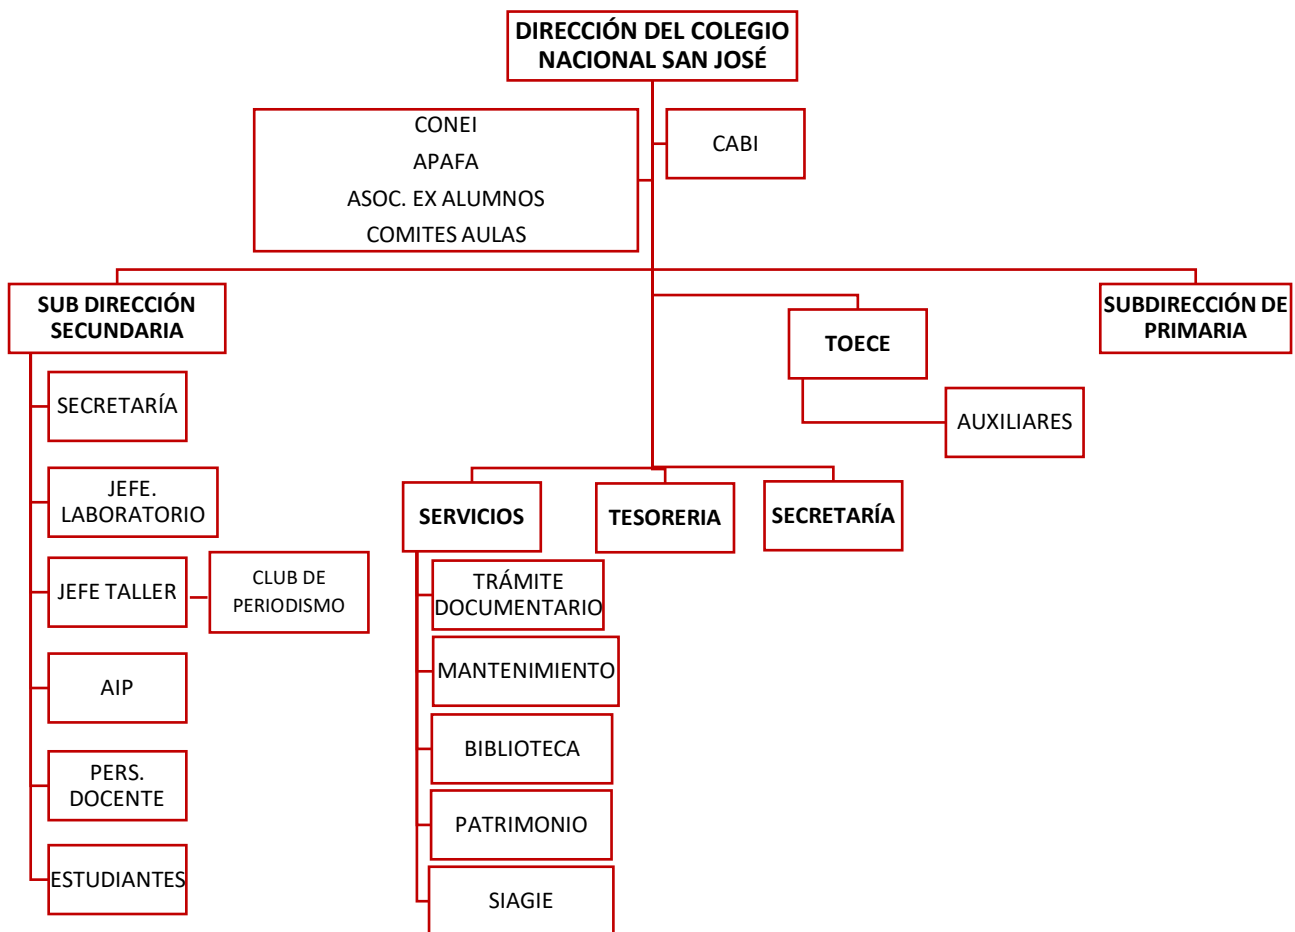 DIRECCIÓN DEL COLEGIO
NACIONAL SAN JOSÉ
CONEI
APAFA
ASOC. EX ALUMNOS
COMITES AULAS
CABI
SUB DIRECCIÓN
SECUNDARIA
TOECE
SUBDIRECCIÓN DE
PRIMARIA
SECRETARÍA
AUXILIARES
JEFE.
LABORATORIO
SERVICIOS
TESORERIA
SECRETARÍA
JEFE TALLER
CLUB DE
PERIODISMO
TRÁMITE
DOCUMENTARIO
MANTENIMIENTO
AIP
BIBLIOTECA
PERS.
DOCENTE
PATRIMONIO
ESTUDIANTES
SIAGIE